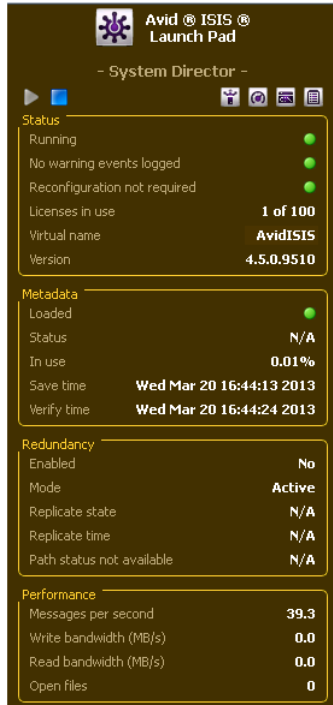 Avid ® ISIS ®
Launch Pad
- System Director -
Status
Running
No warning events logged
Reconfiguration not required
Licenses in use 1 of 100
Virtual name AvidISIS
Version 4.5.0.9510
Metadata
Loaded
Status N/A
In use 0.01%
Save time Wed Mar 20 16:44:13 2013
Verify time Wed Mar 20 16:44:24 2013
Redundancy
Enabled No
Mode Active
Replicate state N/A
Replicate time N/A
Path status not available N/A
Performance
Messages per second 39.3
Write bandwidth (MB/s) 0.0
Read bandwidth (MB/s) 0.0
Open files 0